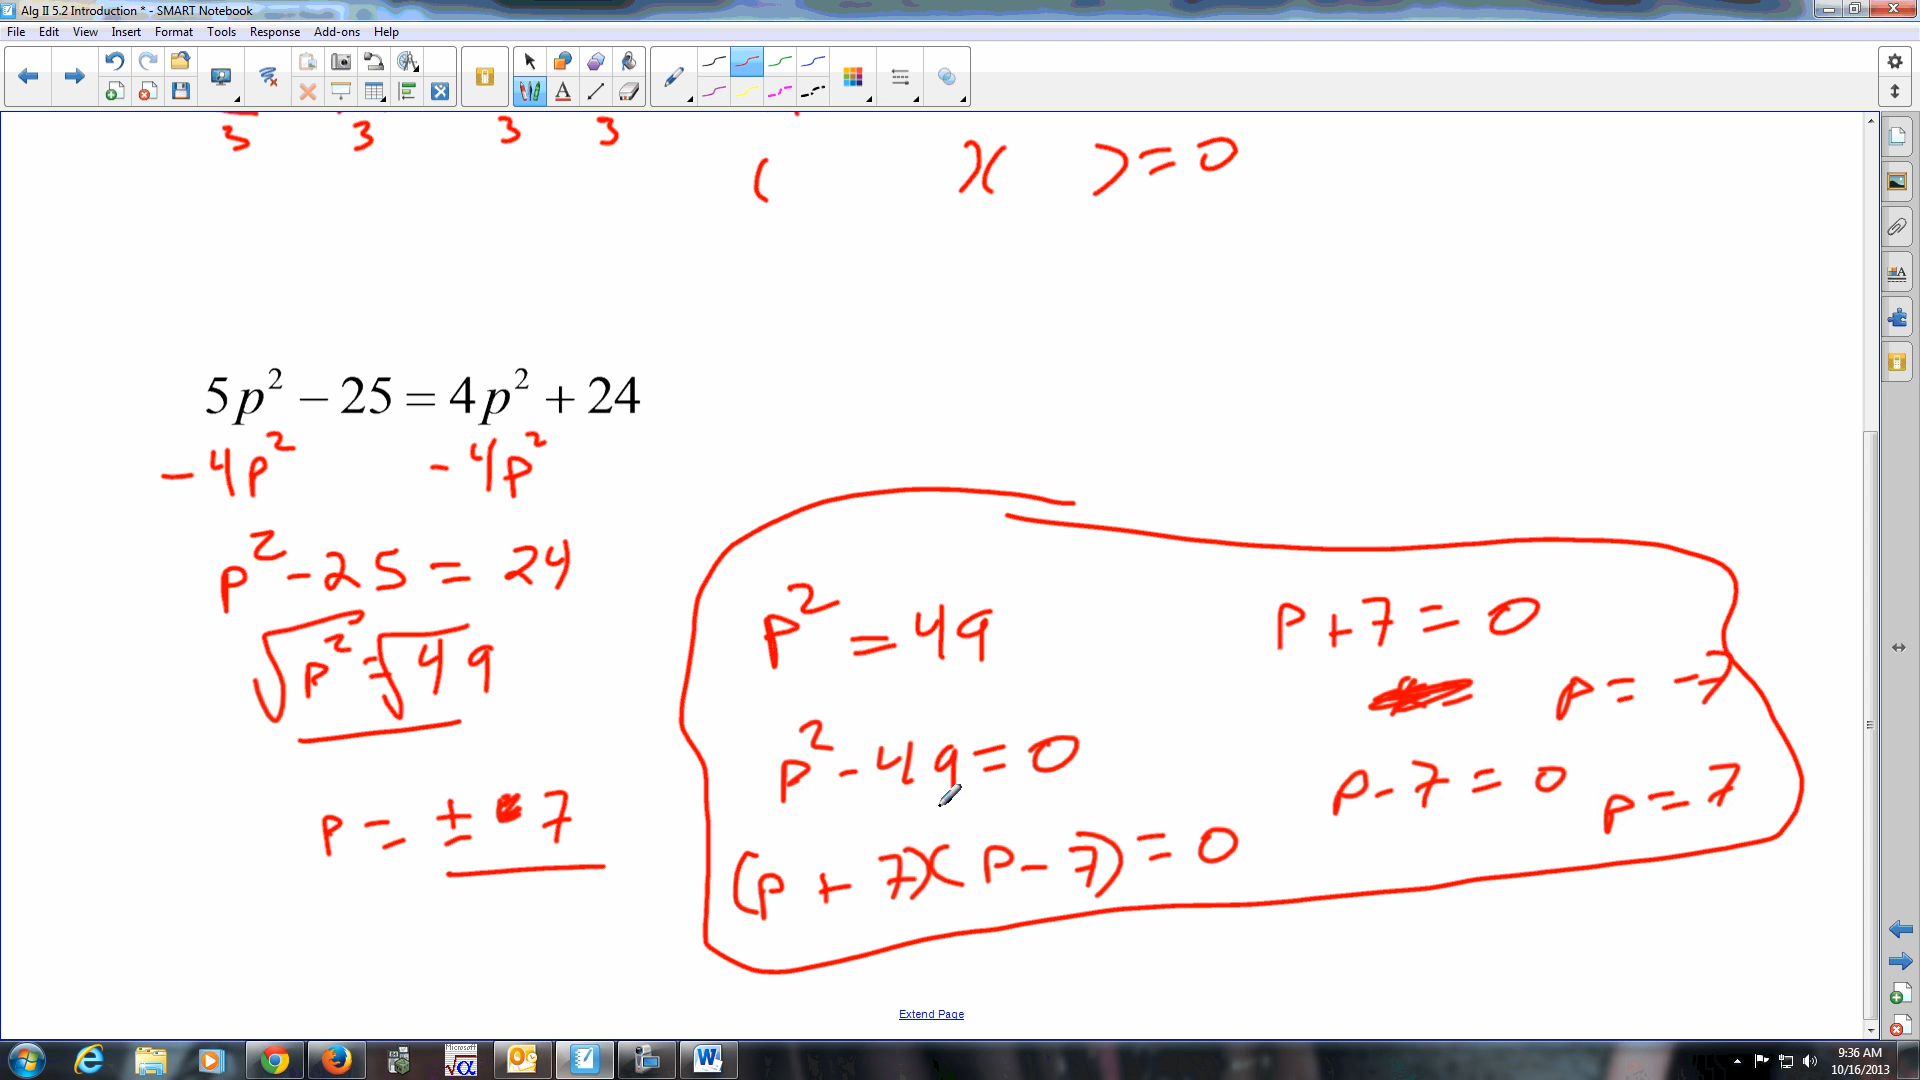 Alg II 5.2 Introduction * - SMART Notebook
File Edit View Insert Format Tools Response Add-ons Help
3 3 3 3
( )( ) = 0
5p² − 25 = 4p² + 24
- 4p² - 4p²
p² - 25 = 24
√p² = √49
p = ± 7
p² = 49
p² - 49 = 0
(p + 7)(p - 7) = 0
p + 7 = 0
p = -7
p - 7 = 0 p = 7
Extend Page
Microsoft
√α
9:36 AM
10/16/2013